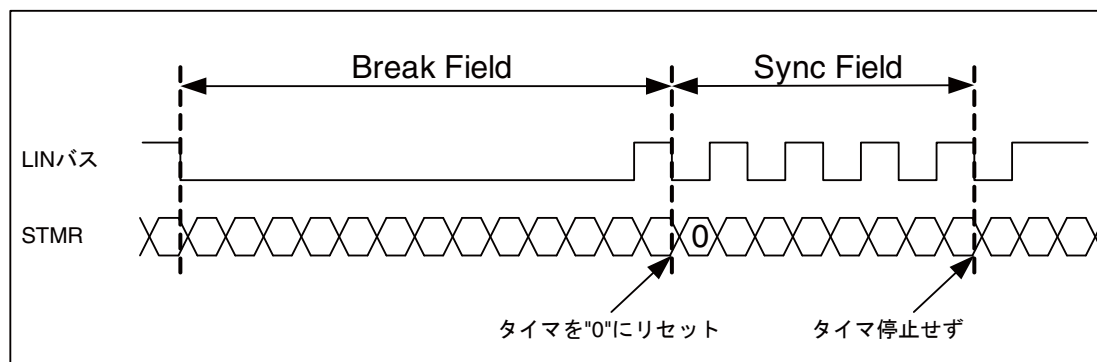 Break Field
Sync Field
LINバス
STMR
0
タイマを"0"にリセット
タイマ停止せず